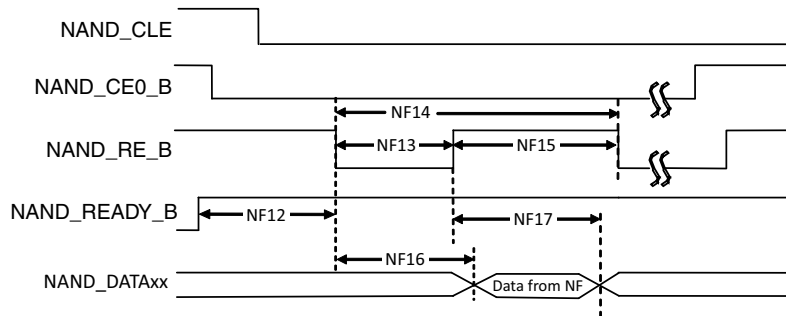 NAND_CLE
NAND_CE0_B
NF14
NAND_RE_B
NF13
NF15
NAND_READY_B
NF12
NF17
NF16
NAND_DATAxx
Data from NF